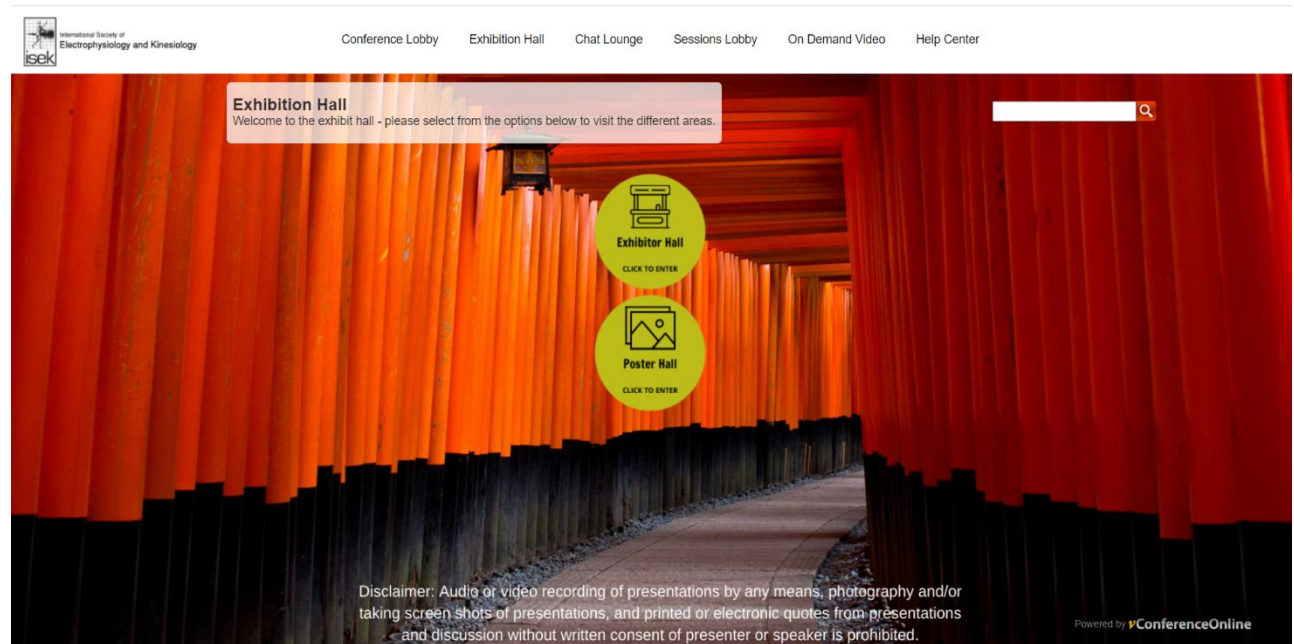 International Society of
Electrophysiology and Kinesiology
isek
Conference Lobby Exhibition Hall Chat Lounge Sessions Lobby On Demand Video Help Center
Exhibition Hall
Welcome to the exhibit hall - please select from the options below to visit the different areas.
Exhibitor Hall
CLICK TO ENTER
Poster Hall
CLICK TO ENTER
Disclaimer: Audio or video recording of presentations by any means, photography and/or
taking screen shots of presentations, and printed or electronic quotes from presentations
and discussion without written consent of presenter or speaker is prohibited.
Powered by vConferenceOnline